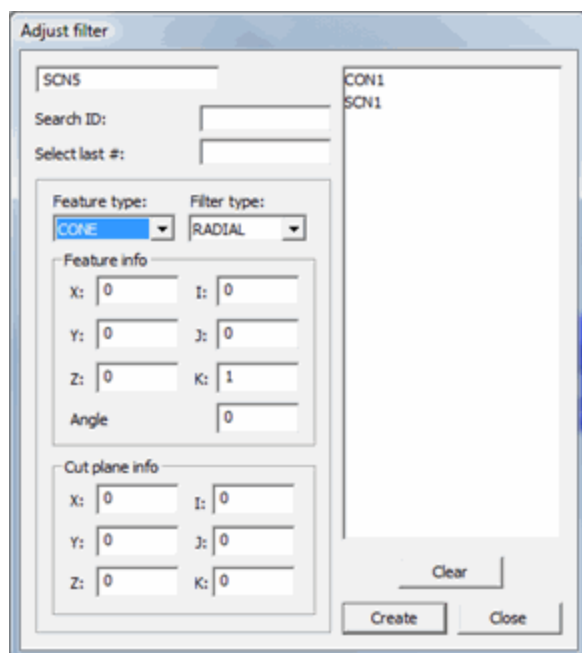 Adjust filter
SCN5
Search ID:
Select last #:
Feature type: Filter type:
CONE RADIAL
Feature info
X: 0 I: 0
Y: 0 J: 0
Z: 0 K: 1
Angle 0
Cut plane info
X: 0 I: 0
Y: 0 J: 0
Z: 0 K: 0
CON1
SCN1
Clear
Create Close